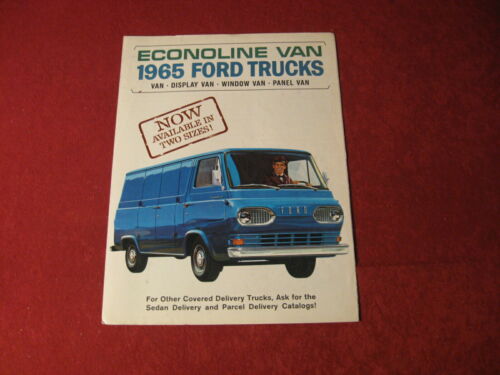 ECONOLINE VAN
1965 FORD TRUCKS
VAN · DISPLAY VAN · WINDOW VAN · PANEL VAN
NOW
AVAILABLE IN
TWO SIZES!
FORD
For Other Covered Delivery Trucks, Ask for the
Sedan Delivery and Parcel Delivery Catalogs!